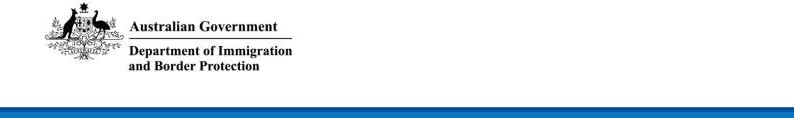 Australian Government
Department of Immigration
and Border Protection